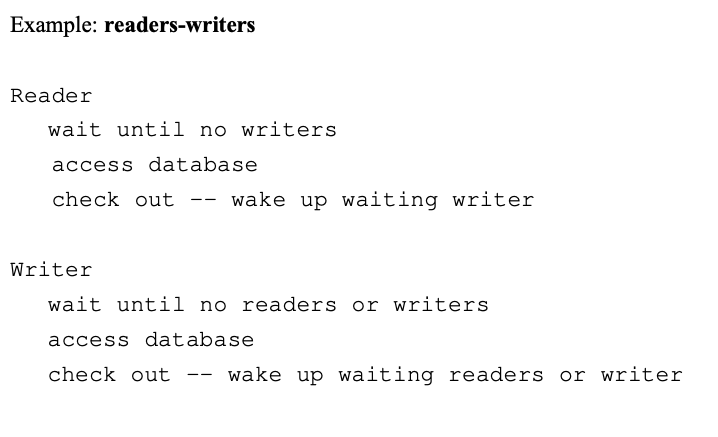 Example: readers-writers
Reader
wait until no writers
access database
check out -- wake up waiting writer
Writer
wait until no readers or writers
access database
check out -- wake up waiting readers or writer